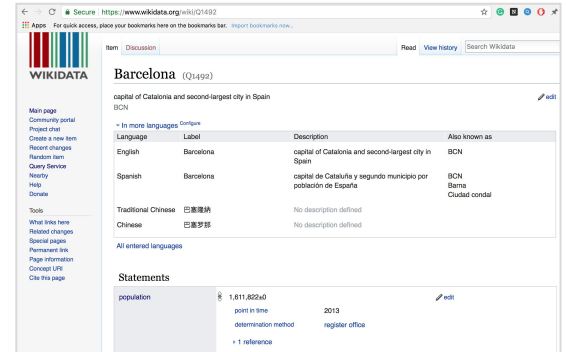 Secure https://www.wikidata.org/wiki/Q1492
Apps For quick access, place your bookmarks here on the bookmarks bar. Import bookmarks now...
Item Discussion Read View history Search Wikidata
WIKIDATA
Barcelona (Q1492)
capital of Catalonia and second-largest city in Spain edit
BCN
In more languages Configure
Language Label Description Also known as
English Barcelona capital of Catalonia and second-largest city in Spain BCN
Spanish Barcelona capital de Cataluña y segundo municipio por población de España BCN
Barna
Ciudad condal
Traditional Chinese 巴塞隆納 No description defined
Chinese 巴塞罗那 No description defined
All entered languages
Main page
Community portal
Project chat
Create a new item
Recent changes
Random item
Query Service
Nearby
Help
Donate
Tools
What links here
Related changes
Special pages
Permanent link
Page information
Concept URI
Cite this page
Statements
population 1,611,822±0 edit
point in time 2013
determination method register office
1 reference